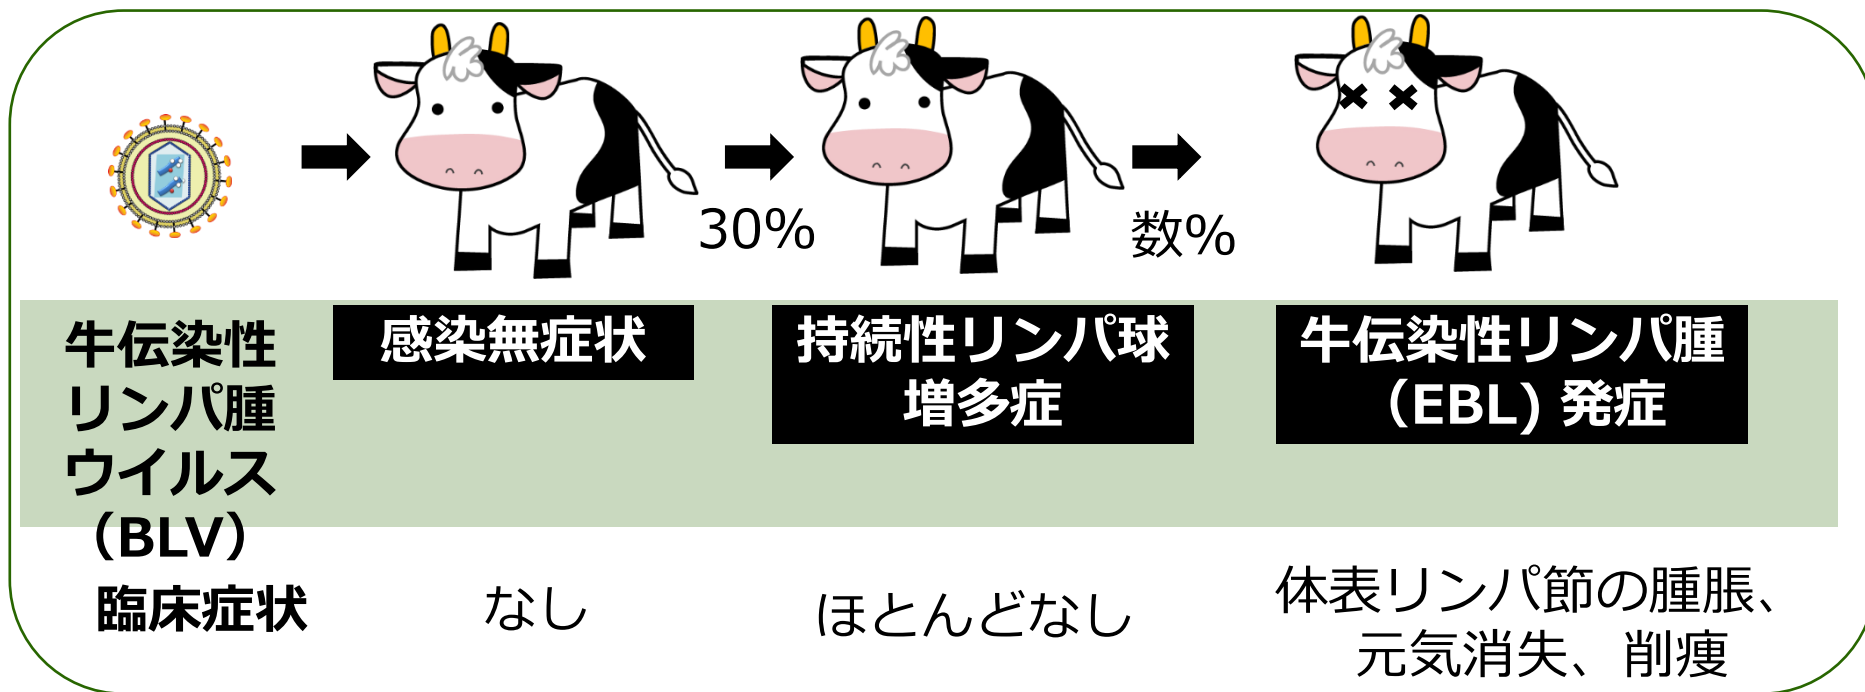 30%
数%
牛伝染性
リンパ腫
ウイルス
（BLV）
感染無症状
持続性リンパ球
増多症
牛伝染性リンパ腫
（EBL) 発症
臨床症状
なし
ほとんどなし
体表リンパ節の腫脹、
元気消失、削痩